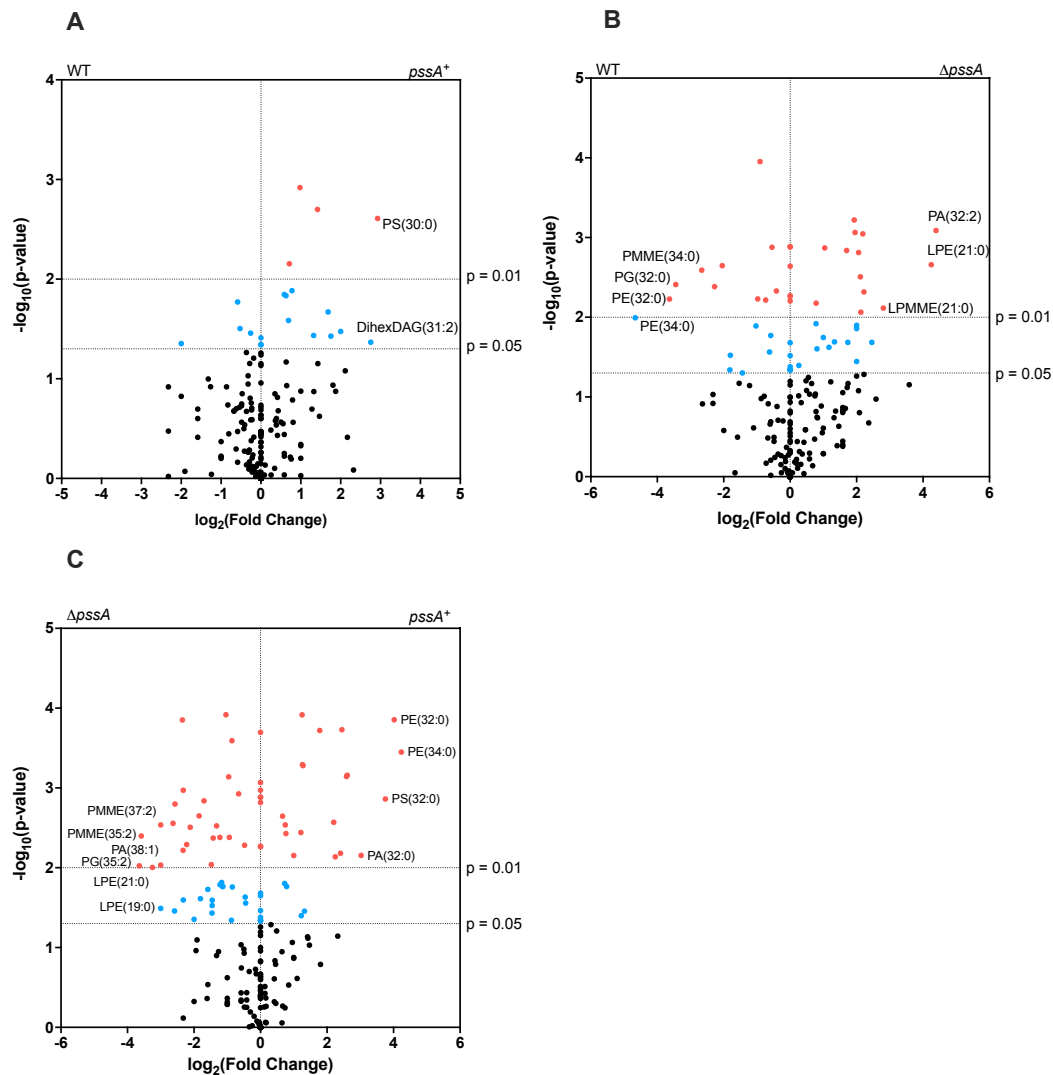 A
WT pssA⁺
4
3
2
1
0
-log₁₀(p-value)
PS(30:0)
DihexDAG(31:2)
p = 0.01
p = 0.05
-5 -4 -3 -2 -1 0 1 2 3 4 5
log₂(Fold Change)
B
WT ΔpssA
5
4
3
2
1
0
-log₁₀(p-value)
PA(32:2)
LPE(21:0)
PMME(34:0)
PG(32:0)
PE(32:0)
LPMME(21:0)
PE(34:0)
p = 0.01
p = 0.05
-6 -4 -2 0 2 4 6
log₂(Fold Change)
C
ΔpssA pssA⁺
5
4
3
2
1
0
-log₁₀(p-value)
PE(32:0)
PE(34:0)
PS(32:0)
PMME(37:2)
PMME(35:2)
PA(38:1)
PA(32:0)
PG(35:2)
LPE(21:0)
LPE(19:0)
p = 0.01
p = 0.05
-6 -4 -2 0 2 4 6
log₂(Fold Change)